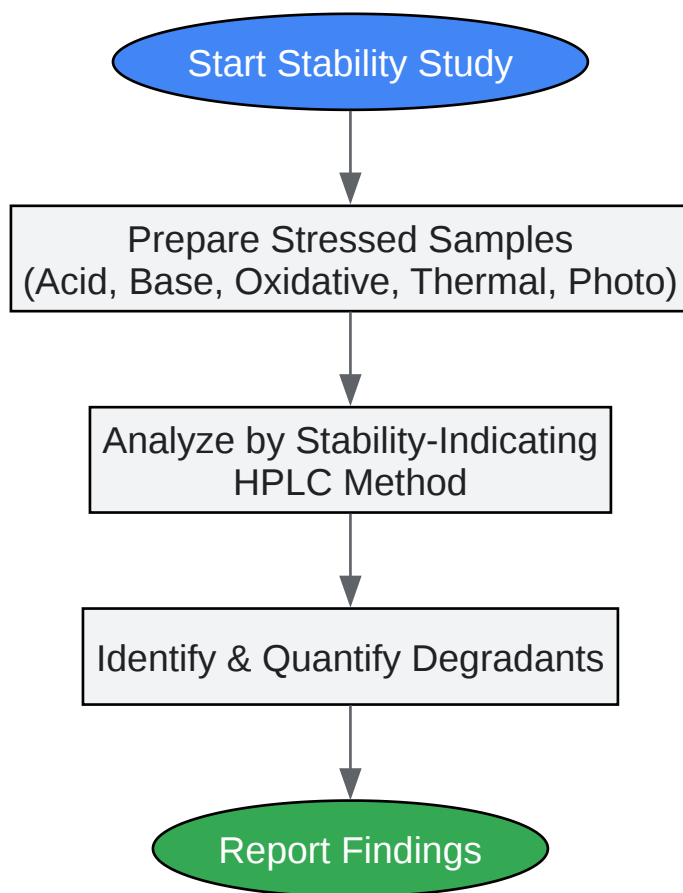 Start Stability Study
Prepare Stressed Samples
(Acid, Base, Oxidative, Thermal, Photo)
Analyze by Stability-Indicating
HPLC Method
Identify & Quantify Degradants
Report Findings